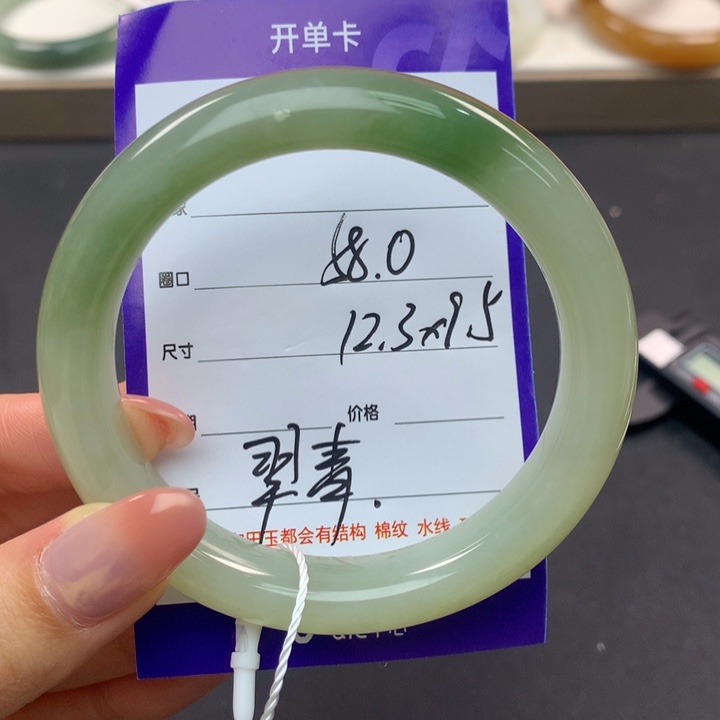 开单卡
圈口 58.0
尺寸 12.3x9.5
价格
翠青.
田玉都会有结构 棉纹 水线